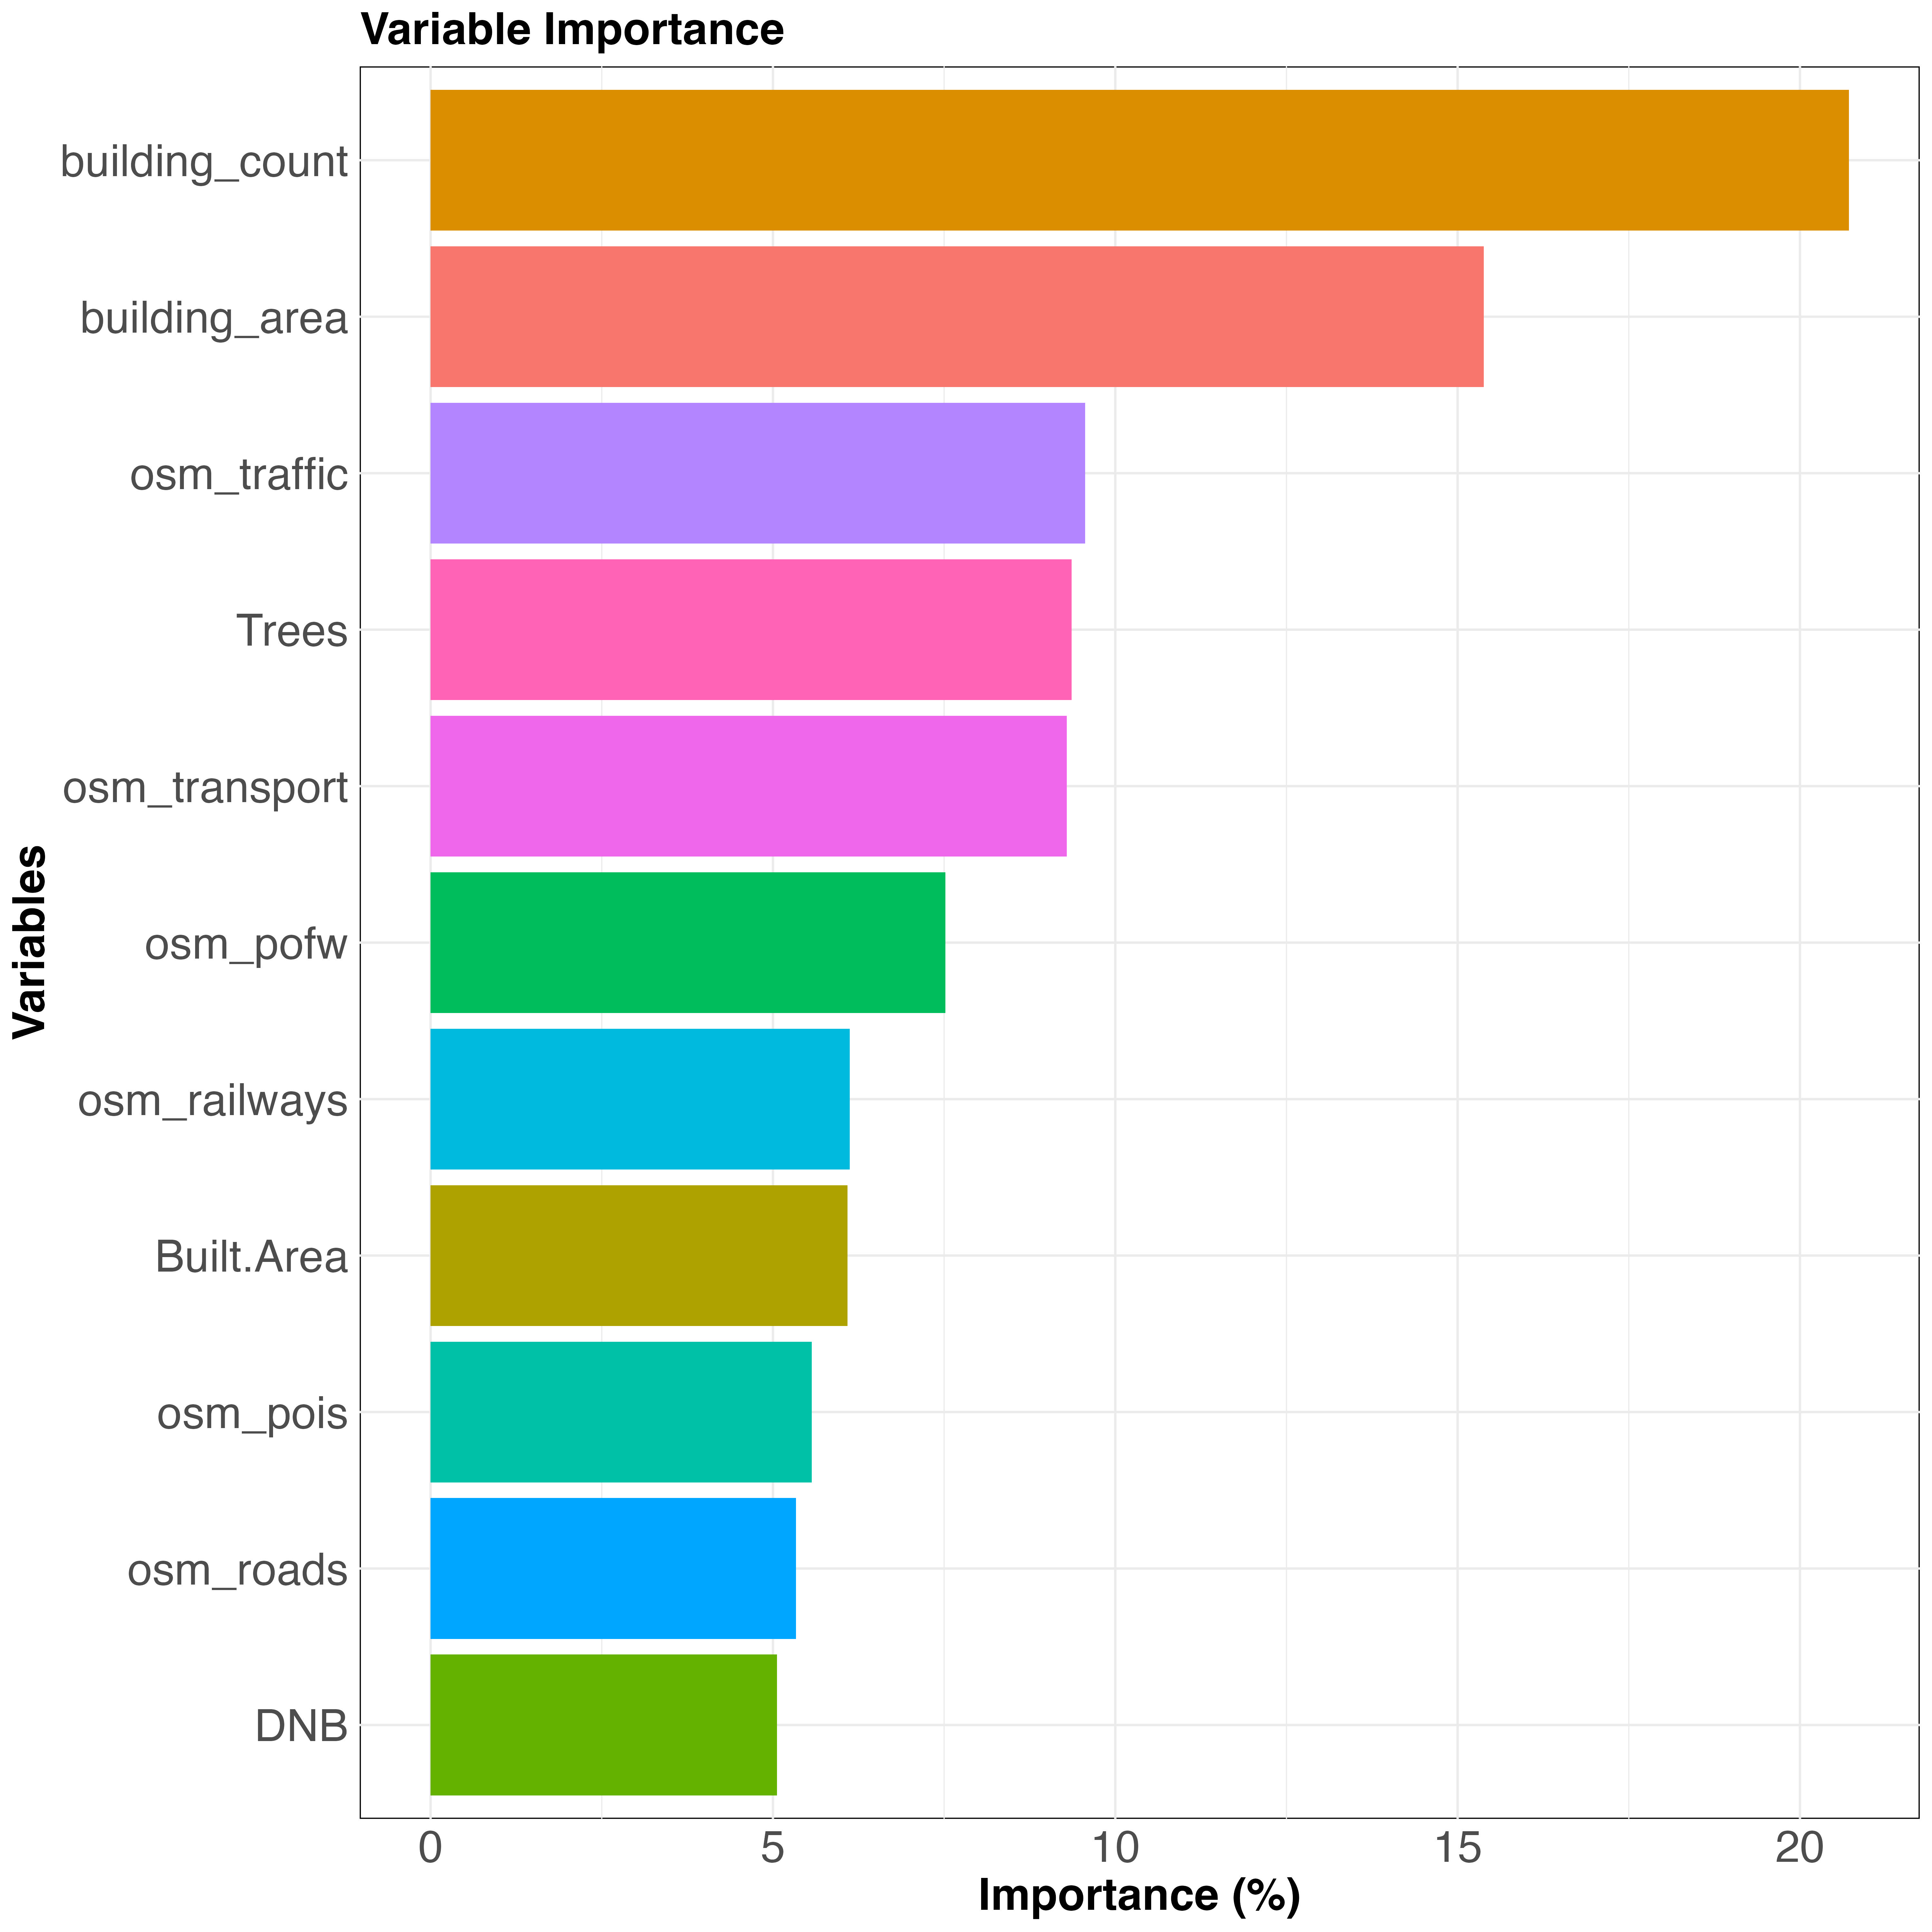 Variable Importance
building_count
building_area
osm_traffic
Trees
osm_transport
osm_pofw
osm_railways
Built.Area
osm_pois
osm_roads
DNB
Variables
0 5 10 15 20
Importance (%)